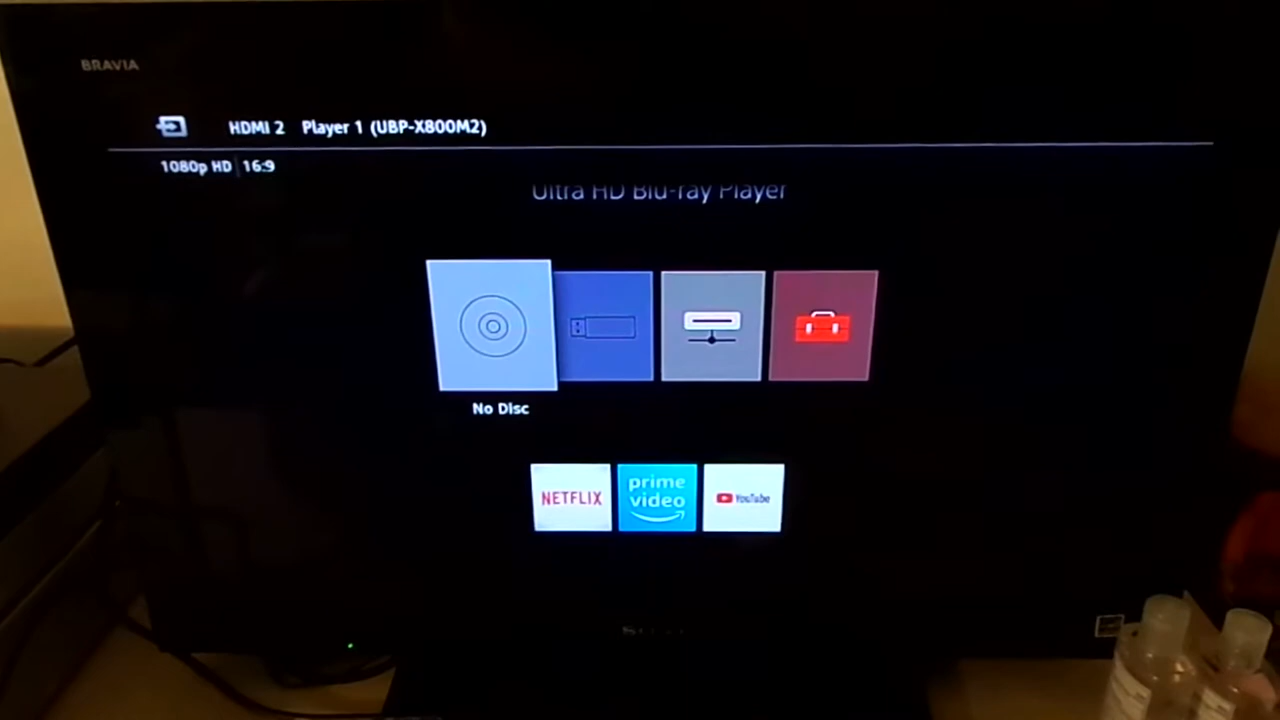 BRAVIA
HDMI 2 Player 1 (UBP-X800M2)
1080p HD 16:9
Ultra HD Blu-ray Player
No Disc
NETFLIX
prime
video
YouTube
SONY